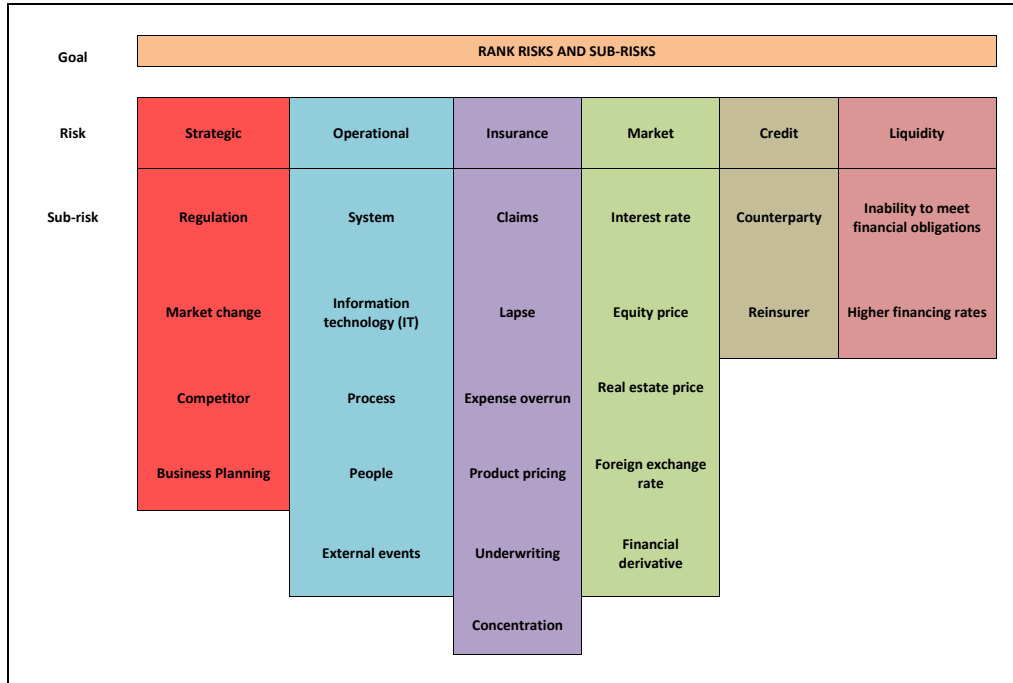 Goal
RANK RISKS AND SUB-RISKS
Risk
Strategic
Operational
Insurance
Market
Credit
Liquidity
Sub-risk
Regulation
System
Claims
Interest rate
Counterparty
Inability to meet
financial obligations
Market change
Information
technology (IT)
Lapse
Equity price
Reinsurer
Higher financing rates
Competitor
Process
Expense overrun
Real estate price
Business Planning
People
Product pricing
Foreign exchange
rate
External events
Underwriting
Financial
derivative
Concentration